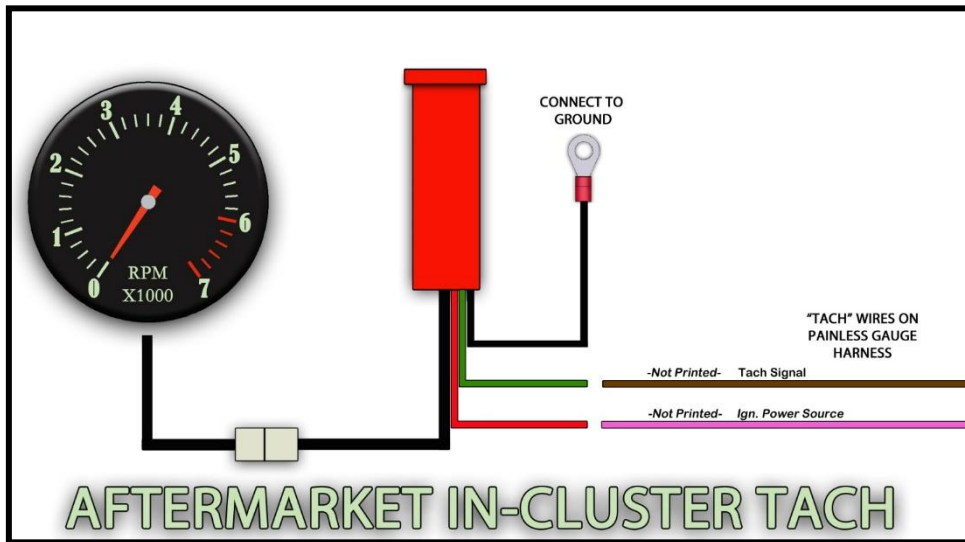 CONNECT TO
GROUND
3
4
2
5
1
6
0
7
RPM
X1000
"TACH" WIRES ON
PAINLESS GAUGE
HARNESS
-Not Printed- Tach Signal
-Not Printed- Ign. Power Source
AFTERMARKET IN-CLUSTER TACH